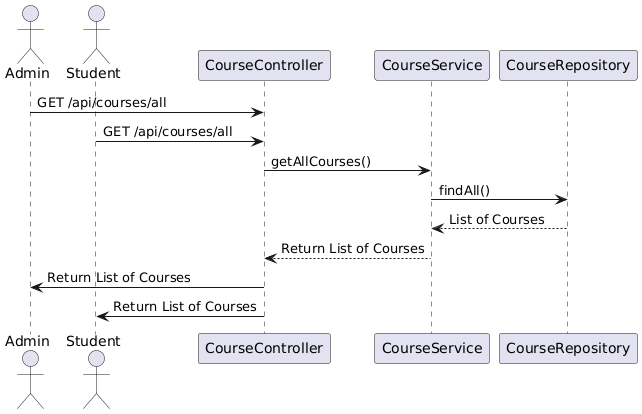 Admin
Student
CourseController
CourseService
CourseRepository
GET /api/courses/all
GET /api/courses/all
getAllCourses()
findAll()
List of Courses
Return List of Courses
Return List of Courses
Return List of Courses
Admin
Student
CourseController
CourseService
CourseRepository